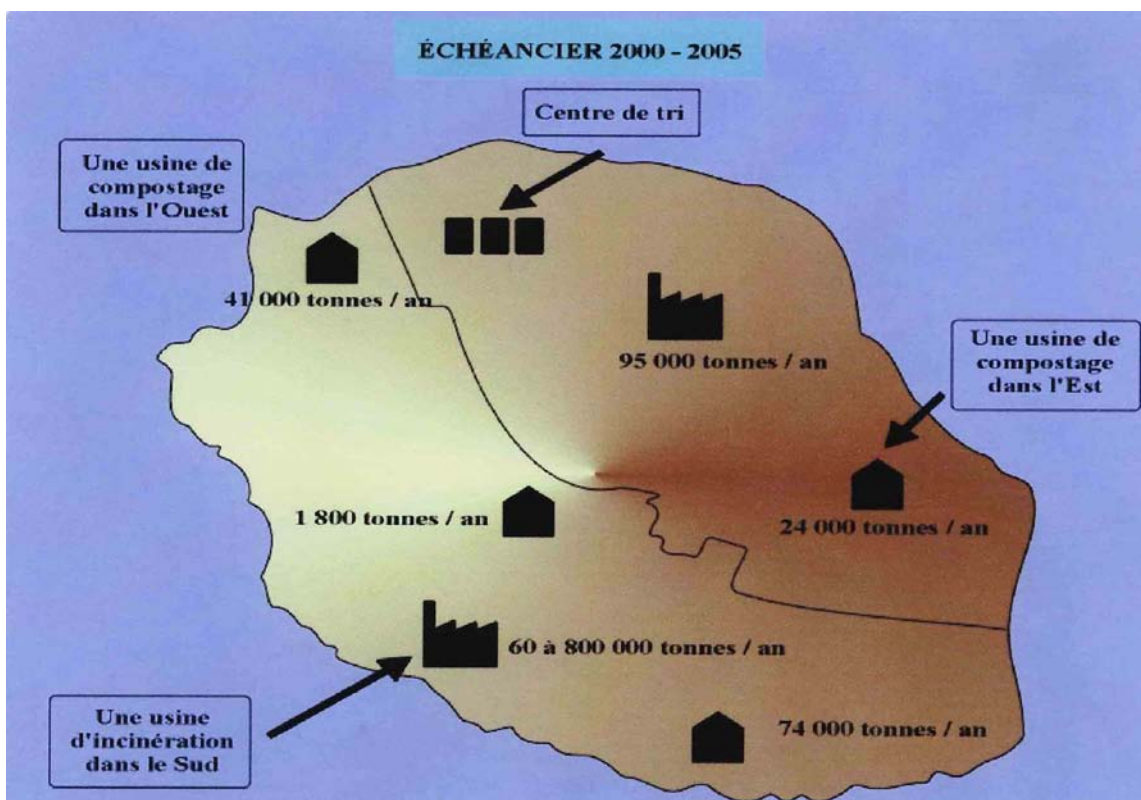 ÉCHÉANCIER 2000 - 2005
Centre de tri
Une usine de
compostage
dans l'Ouest
41 000 tonnes / an
95 000 tonnes / an
Une usine de
compostage
dans l'Est
1 800 tonnes / an
24 000 tonnes / an
60 à 800 000 tonnes / an
Une usine
d'incinération
dans le Sud
74 000 tonnes / an